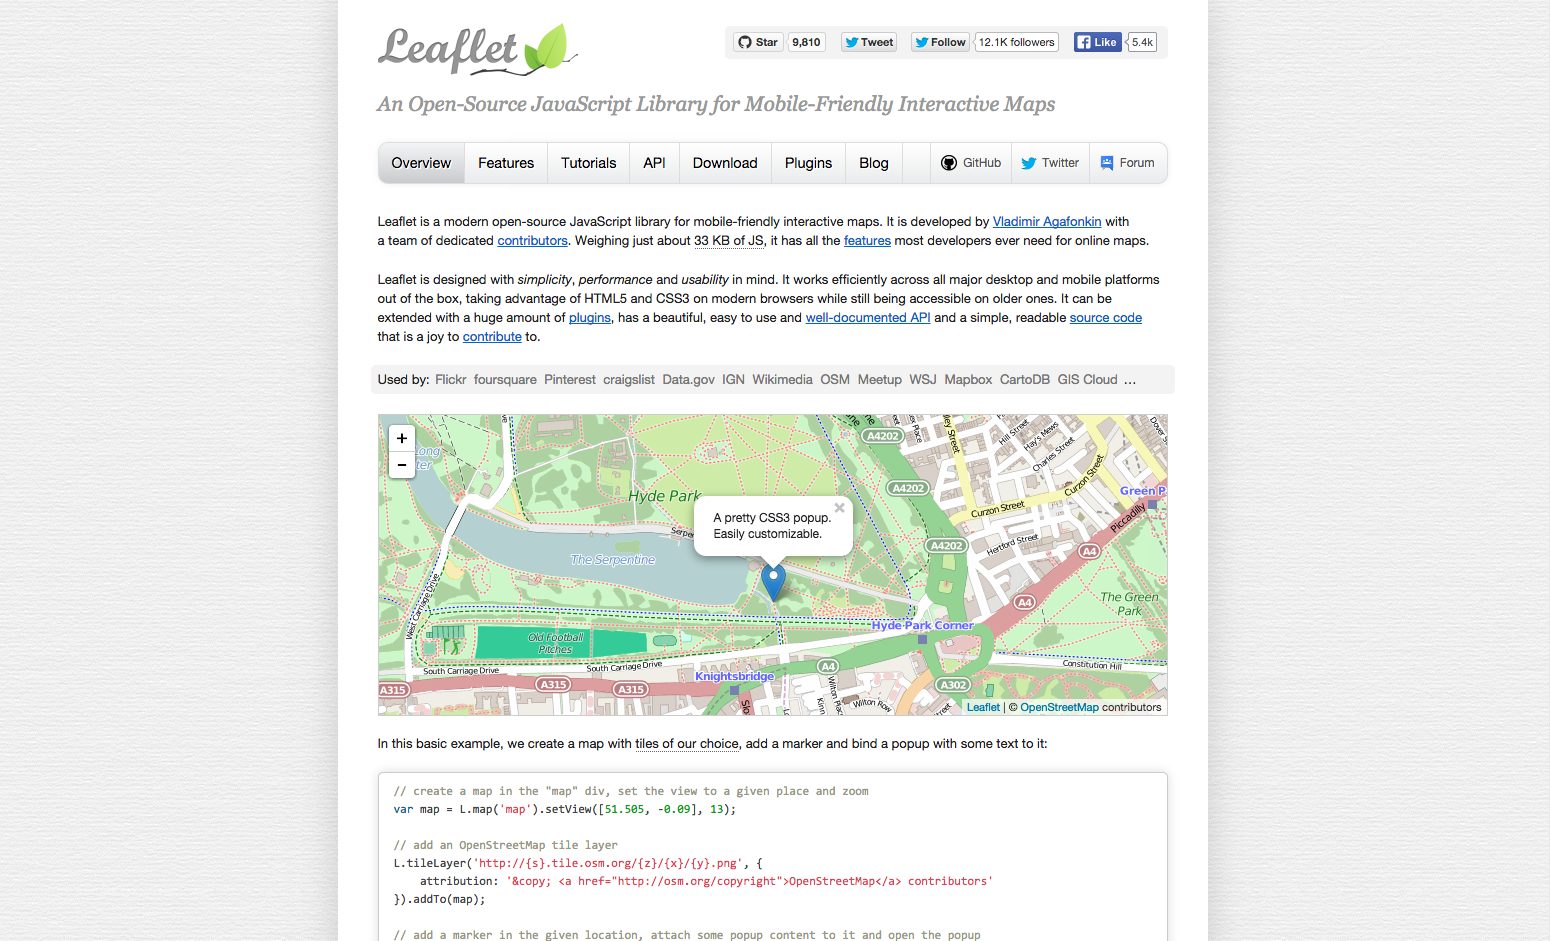 Leaflet
Star 9,810 Tweet Follow 12.1K followers Like 5.4k
An Open-Source JavaScript Library for Mobile-Friendly Interactive Maps
Overview Features Tutorials API Download Plugins Blog GitHub Twitter Forum
Leaflet is a modern open-source JavaScript library for mobile-friendly interactive maps. It is developed by Vladimir Agafonkin with
a team of dedicated contributors. Weighing just about 33 KB of JS, it has all the features most developers ever need for online maps.
Leaflet is designed with simplicity, performance and usability in mind. It works efficiently across all major desktop and mobile platforms
out of the box, taking advantage of HTML5 and CSS3 on modern browsers while still being accessible on older ones. It can be
extended with a huge amount of plugins, has a beautiful, easy to use and well-documented API and a simple, readable source code
that is a joy to contribute to.
Used by: Flickr foursquare Pinterest craigslist Data.gov IGN Wikimedia OSM Meetup WSJ Mapbox CartoDB GIS Cloud ...
+
-
Long
ter
A4202
Hill Street
Hay's Mews
Charles Street
Curzon Street
A4202
Green P
Hyde Park
Curzon Street
Piccadilly
A pretty CSS3 popup.
Easily customizable.
×
Serpe
Hertford Street
A4202
A4
The Serpentine
West Carriage Drive
A4
The Green
Park
Hyde Park Corner
Old Football
Pitches
South Carriage Drive
South Carriage Drive
A4
Constitution Hill
Knightsbridge
A315
A315
A315
A302
Wilton Place
Wilton Row
Slo
Kinn
treet
Leaflet | © OpenStreetMap contributors
In this basic example, we create a map with tiles of our choice, add a marker and bind a popup with some text to it:
// create a map in the "map" div, set the view to a given place and zoom
var map = L.map('map').setView([51.505, -0.09], 13);
// add an OpenStreetMap tile layer
L.tileLayer('http://{s}.tile.osm.org/{z}/{x}/{y}.png', {
attribution: '&copy; <a href="http://osm.org/copyright">OpenStreetMap</a> contributors'
}).addTo(map);
// add a marker in the given location, attach some popup content to it and open the popup